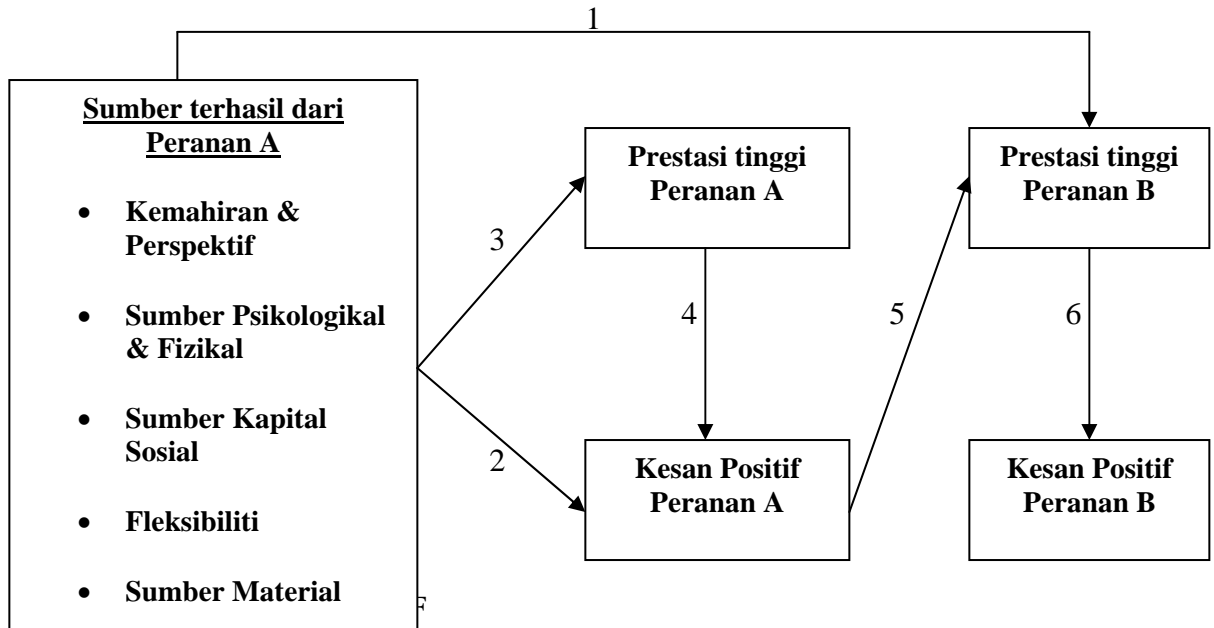 1
Sumber terhasil dari
Peranan A
• Kemahiran &
Perspektif
• Sumber Psikologikal
& Fizikal
• Sumber Kapital
Sosial
• Fleksibiliti
• Sumber Material
3
2
Prestasi tinggi
Peranan A
4
Kesan Positif
Peranan A
5
Prestasi tinggi
Peranan B
6
Kesan Positif
Peranan B